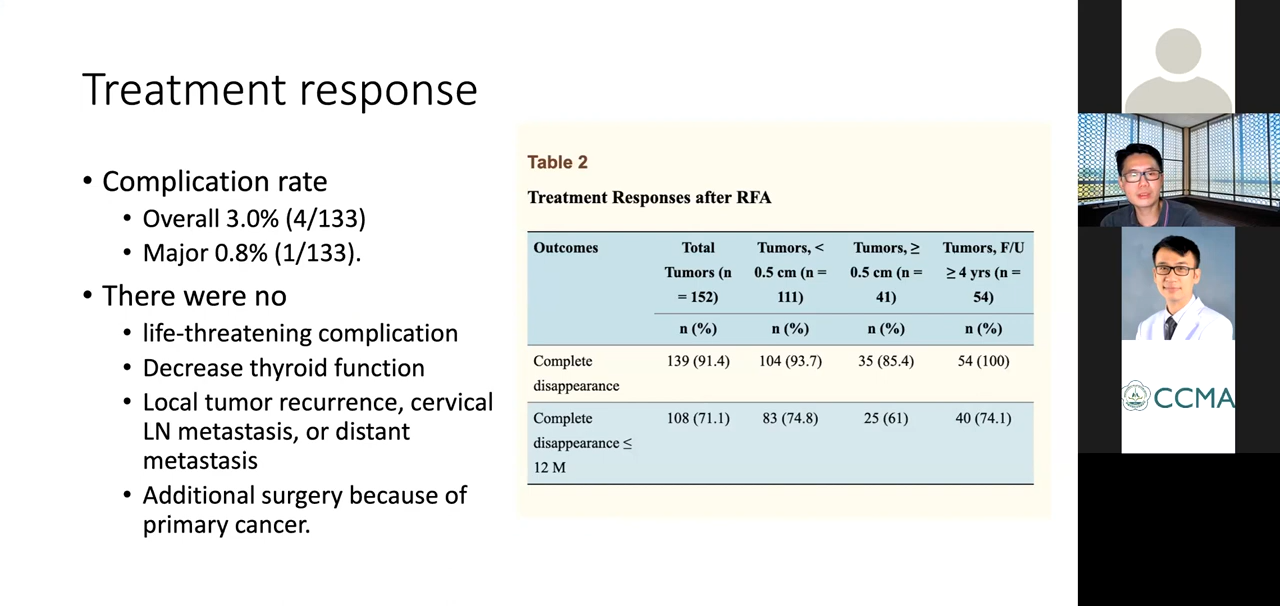 Treatment response
• Complication rate
• Overall 3.0% (4/133)
• Major 0.8% (1/133).
• There were no
• life-threatening complication
• Decrease thyroid function
• Local tumor recurrence, cervical
LN metastasis, or distant
metastasis
• Additional surgery because of
primary cancer.
Table 2
Treatment Responses after RFA
Outcomes Total Tumors, < Tumors, ≥ Tumors, F/U
Tumors (n 0.5 cm (n = 0.5 cm (n = ≥ 4 yrs (n =
= 152) 111) 41) 54)
n (%) n (%) n (%) n (%)
Complete 139 (91.4) 104 (93.7) 35 (85.4) 54 (100)
disappearance
Complete 108 (71.1) 83 (74.8) 25 (61) 40 (74.1)
disappearance ≤
12 M
CCMA